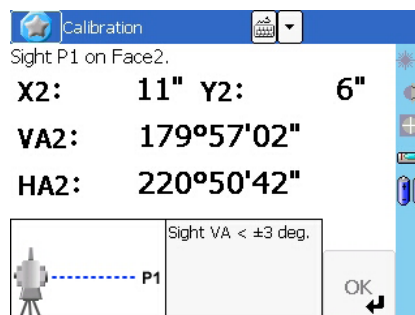 Calibration
Sight P1 on Face2.
X2: 11" Y2: 6"
VA2: 179°57'02"
HA2: 220°50'42"
Sight VA < ±3 deg.
P1
OK